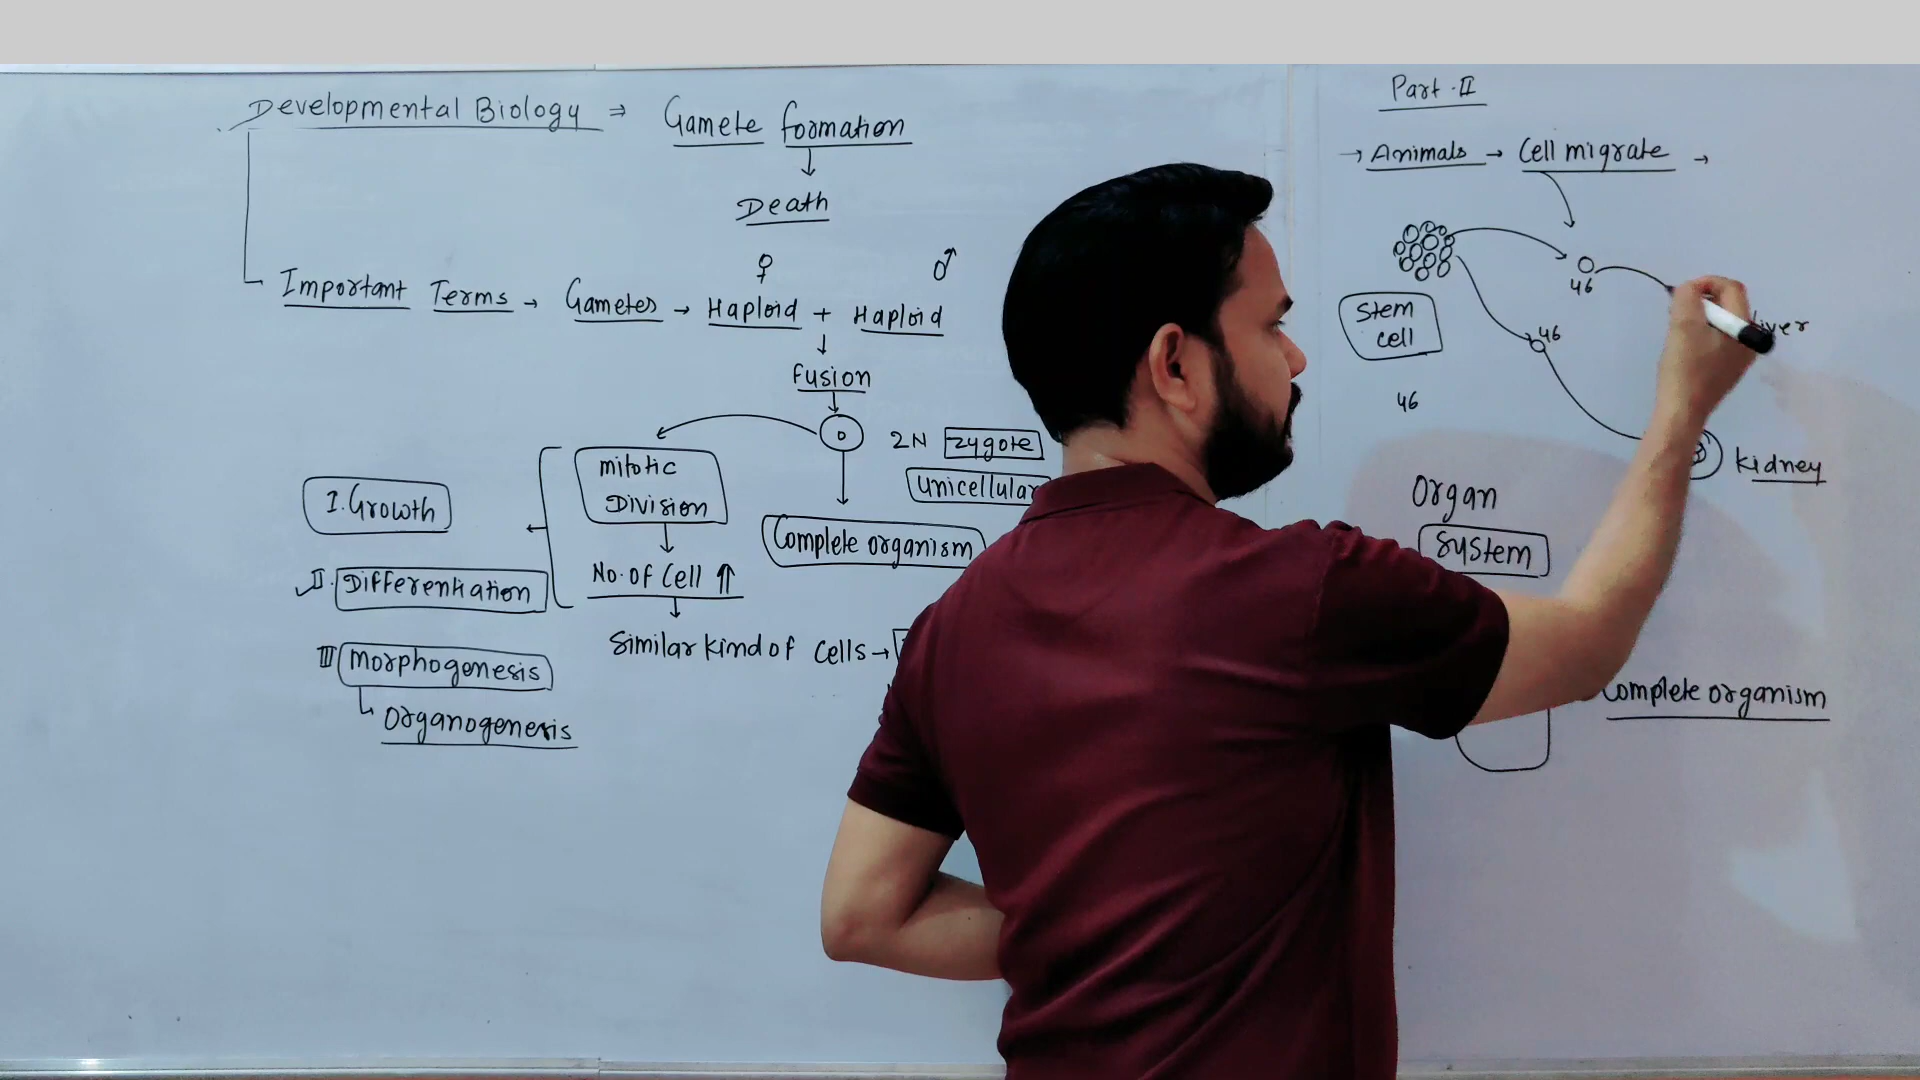 Developmental Biology ⇒ Gamete formation
↓
Death
♀ ♂
Important Terms → Gametes → Haploid + Haploid
↓
fusion
2N zygote
unicellular
mitotic
Division
Complete organism
No. of Cell ⇑
Similar kind of cells →
I. Growth
II. Differentiation
III Morphogenesis
Organogenesis
Part - II
→ Animals → Cell migrate →
46
46
Stem
cell
46
kidney
Organ
System
Complete organism